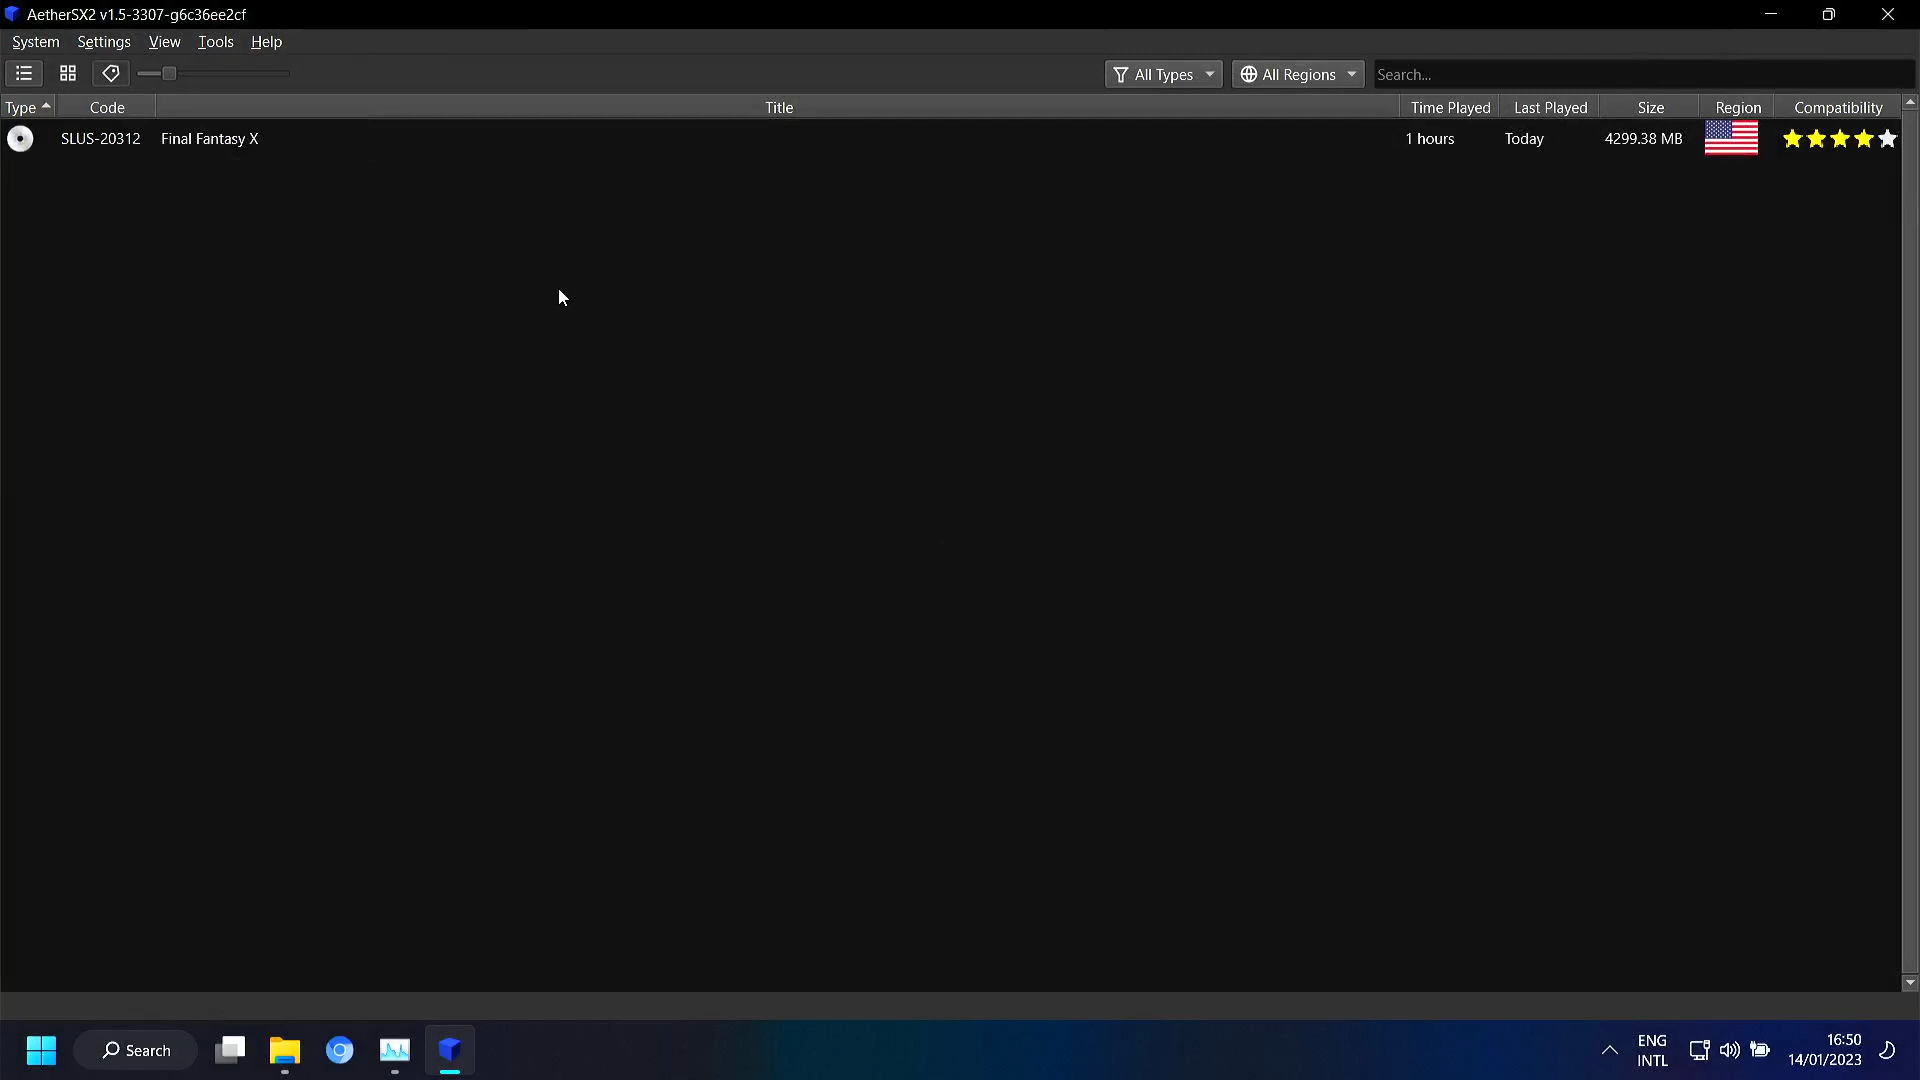 AetherSX2 v1.5-3307-g6c36ee2cf
System Settings View Tools Help
All Types All Regions Search...
Type Code Title Time Played Last Played Size Region Compatibility
SLUS-20312 Final Fantasy X 1 hours Today 4299.38 MB
Search
ENG 16:50
INTL 14/01/2023